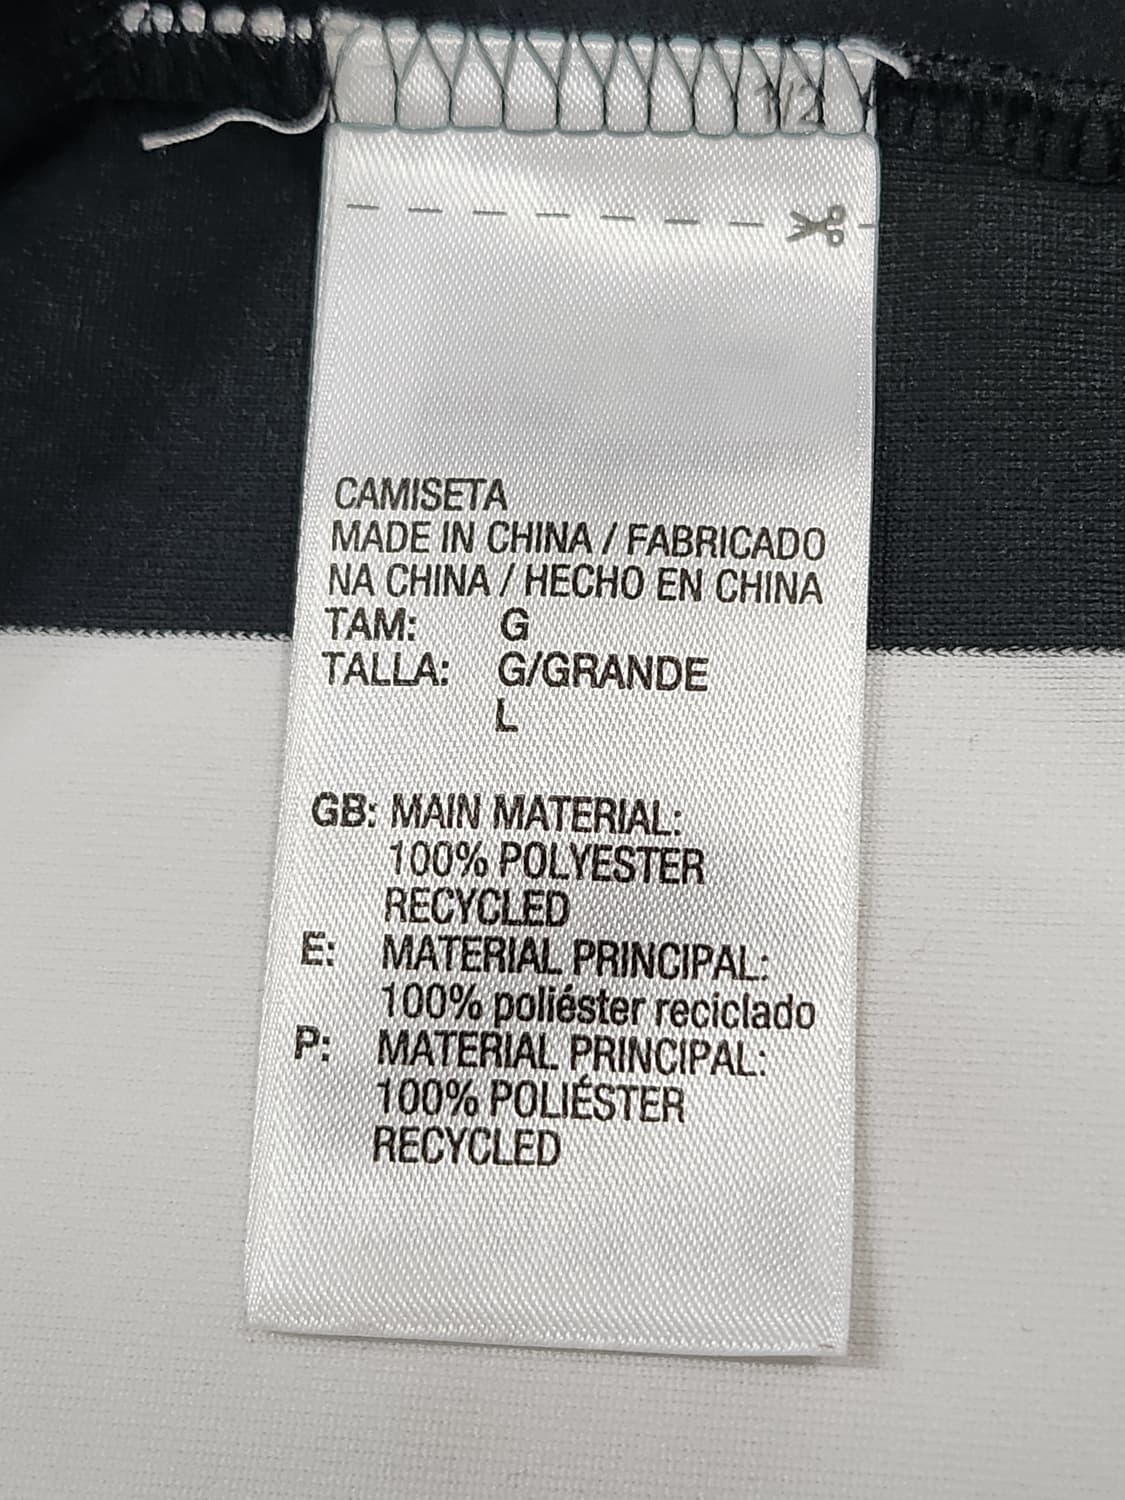 1/2
CAMISETA
MADE IN CHINA / FABRICADO
NA CHINA / HECHO EN CHINA
TAM: G
TALLA: G/GRANDE
L
GB: MAIN MATERIAL:
100% POLYESTER
RECYCLED
E: MATERIAL PRINCIPAL:
100% poliéster reciclado
P: MATERIAL PRINCIPAL:
100% POLIÉSTER
RECYCLED